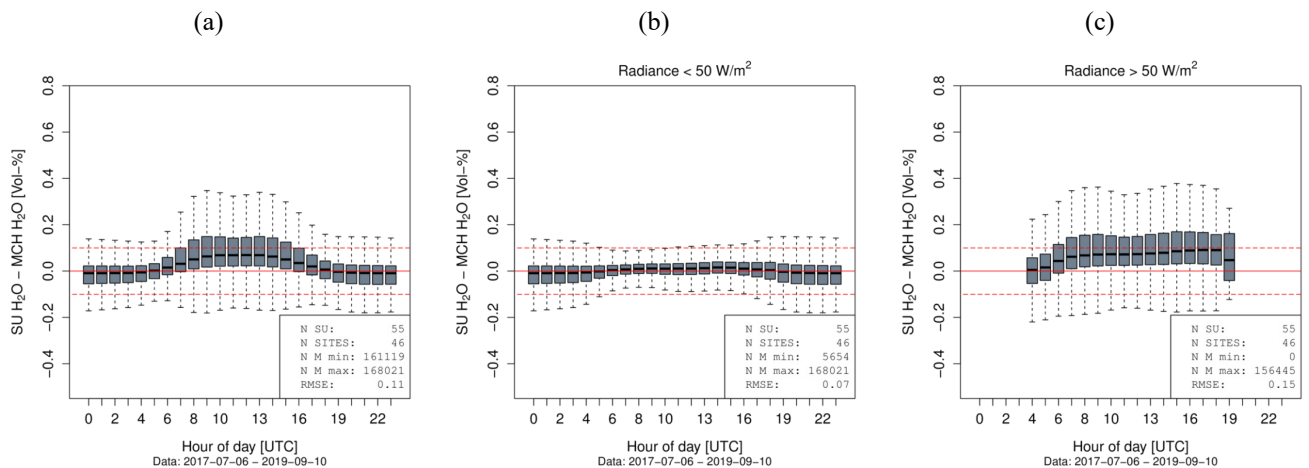 (a)
(b)
(c)
Radiance < 50 W/m²
Radiance > 50 W/m²
SU H₂O − MCH H₂O [Vol−%]
0.8
0.6
0.4
0.2
0.0
−0.2
−0.4
N SU: 55
N SITES: 46
N M min: 161119
N M max: 168021
RMSE: 0.11
0 2 4 6 8 10 13 16 19 22
Hour of day [UTC]
Data: 2017−07−06 − 2019−09−10
SU H₂O − MCH H₂O [Vol−%]
0.8
0.6
0.4
0.2
0.0
−0.2
−0.4
N SU: 55
N SITES: 46
N M min: 5654
N M max: 168021
RMSE: 0.07
0 2 4 6 8 10 13 16 19 22
Hour of day [UTC]
Data: 2017−07−06 − 2019−09−10
SU H₂O − MCH H₂O [Vol−%]
0.8
0.6
0.4
0.2
0.0
−0.2
−0.4
N SU: 55
N SITES: 46
N M min: 0
N M max: 156445
RMSE: 0.15
0 2 4 6 8 10 13 16 19 22
Hour of day [UTC]
Data: 2017−07−06 − 2019−09−10